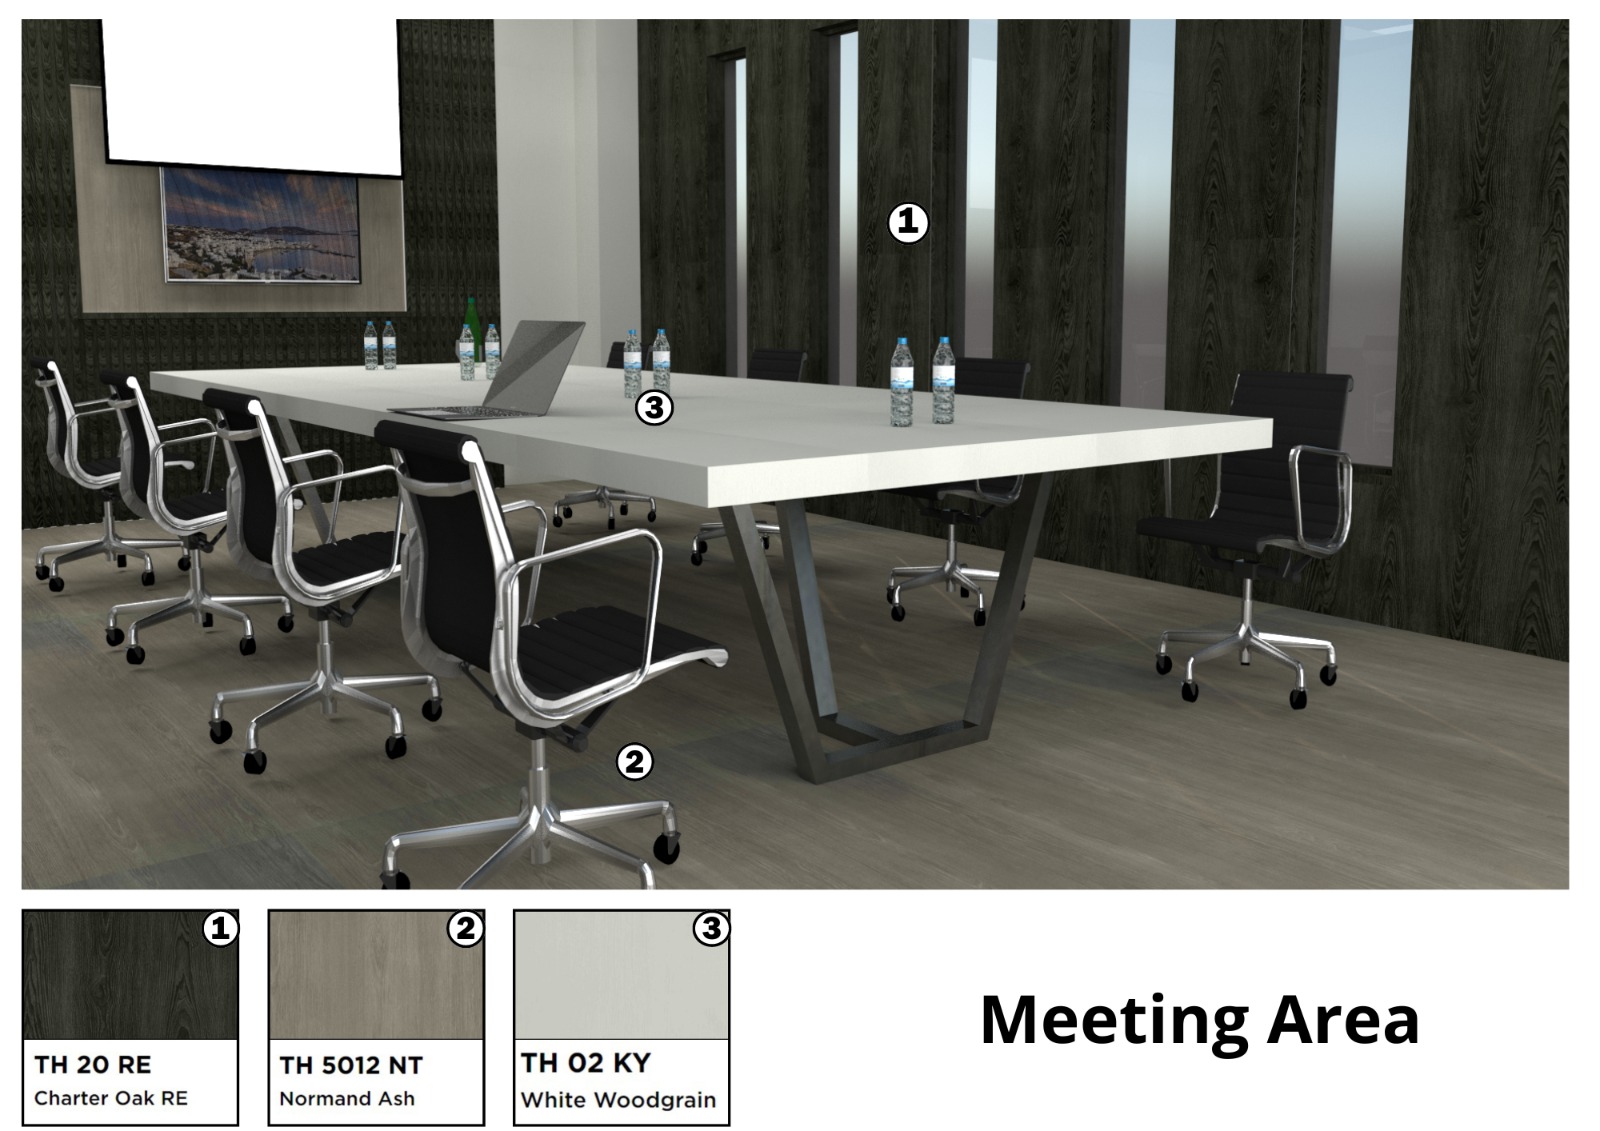 1
3
2
1
TH 20 RE
Charter Oak RE
2
TH 5012 NT
Normand Ash
3
TH 02 KY
White Woodgrain
Meeting Area